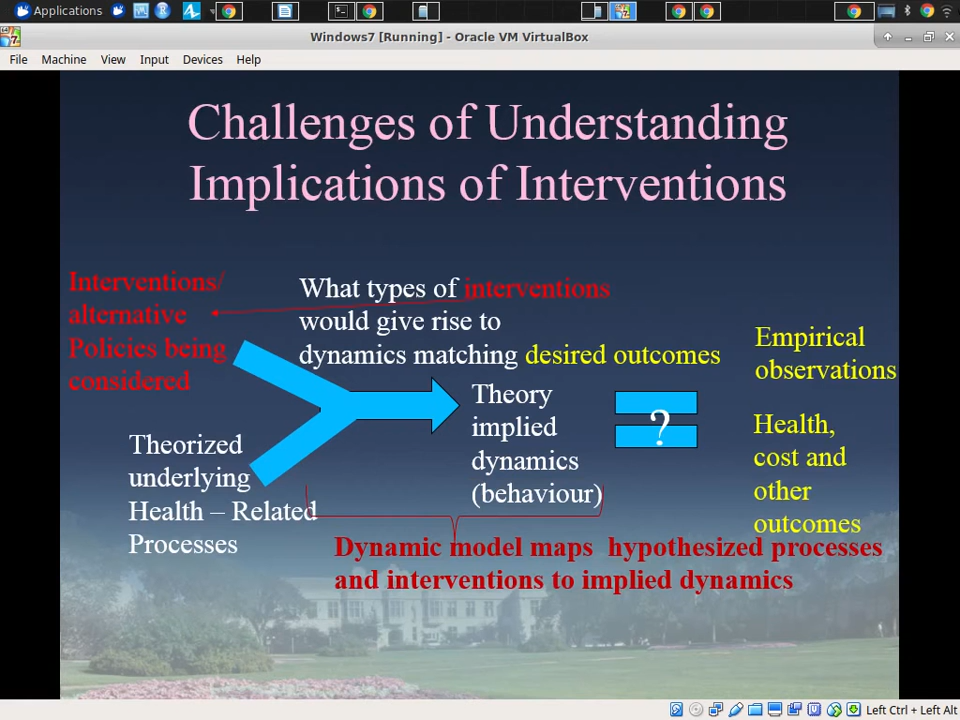 Applications
Windows7 [Running] - Oracle VM VirtualBox
File Machine View Input Devices Help
Challenges of Understanding
Implications of Interventions
Interventions/
alternative
Policies being
considered
What types of interventions
would give rise to
dynamics matching desired outcomes
Empirical
observations
Theory
implied
dynamics
(behaviour)
?
Health,
cost and
other
outcomes
Theorized
underlying
Health – Related
Processes
Dynamic model maps hypothesized processes
and interventions to implied dynamics
Left Ctrl + Left Alt